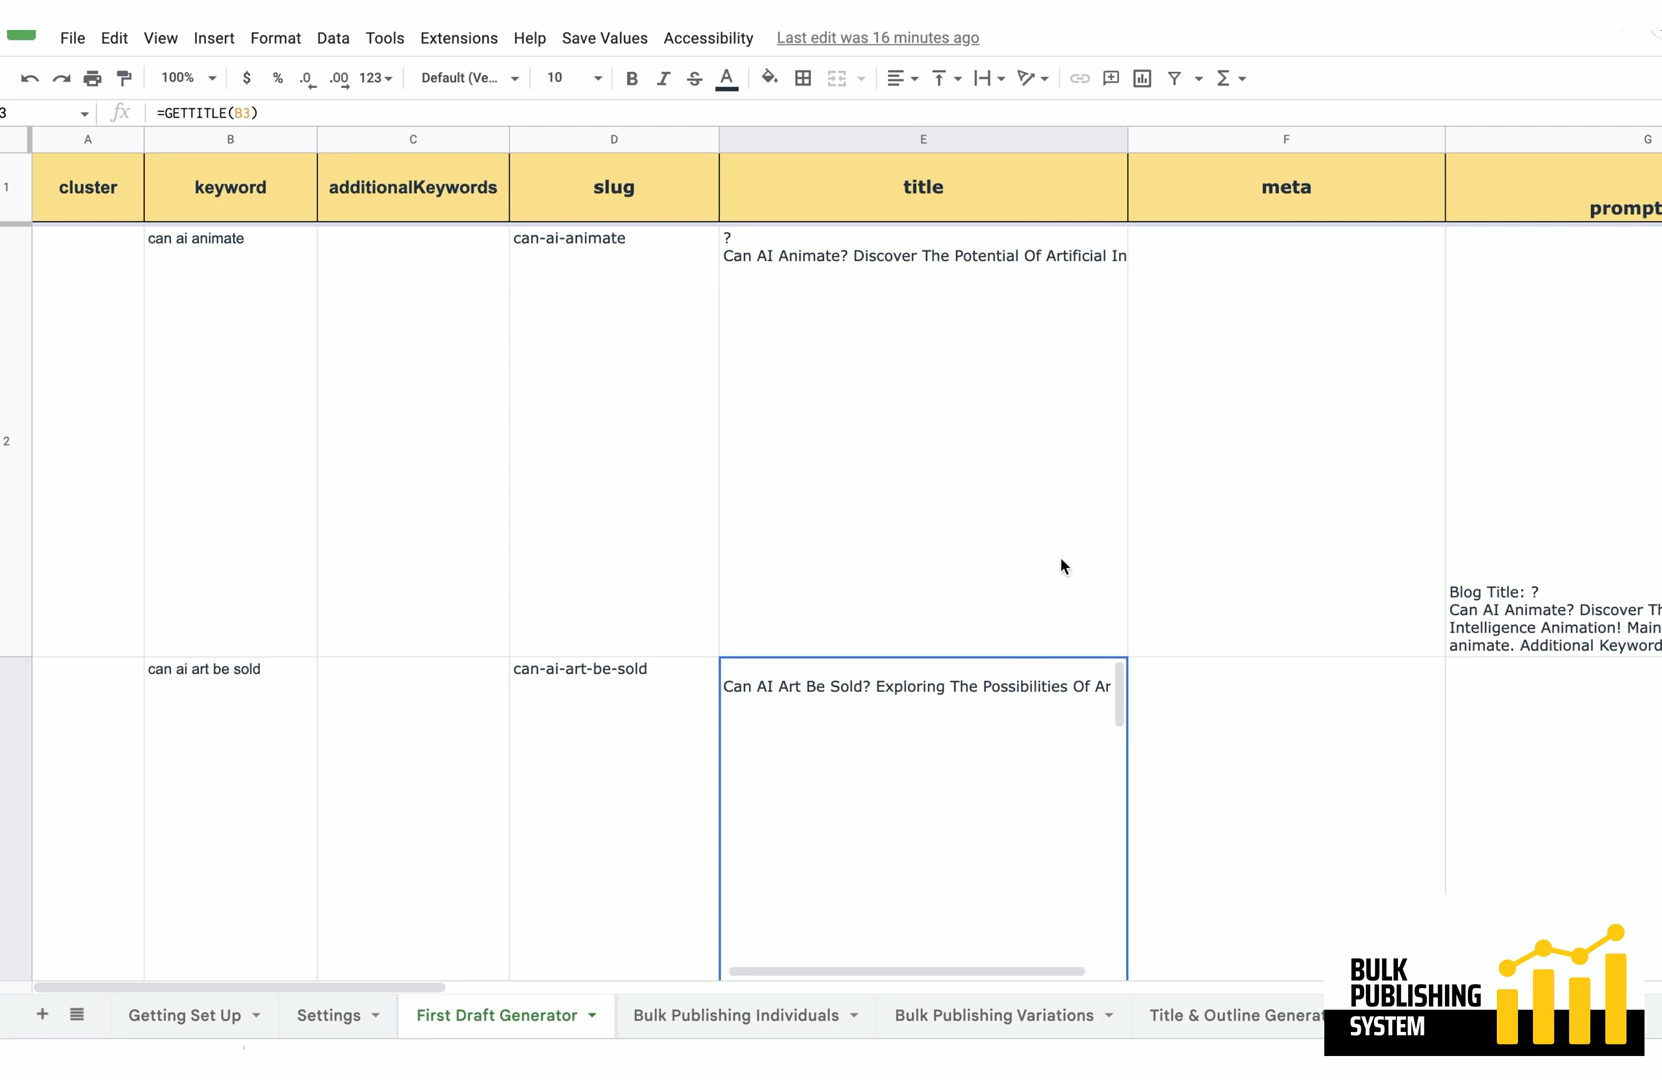 File Edit View Insert Format Data Tools Extensions Help Save Values Accessibility Last edit was 16 minutes ago
100% $ % .0 .00 123 Default (Ve... 10 B I S A
3 fx =GETTITLE(B3)
A B C D E F G
1 cluster keyword additionalKeywords slug title meta prompt
2 can ai animate can-ai-animate ?
Can AI Animate? Discover The Potential Of Artificial In
Blog Title: ?
Can AI Animate? Discover Th
Intelligence Animation! Main
animate. Additional Keyword
can ai art be sold can-ai-art-be-sold
Can AI Art Be Sold? Exploring The Possibilities Of Ar
BULK
PUBLISHING
SYSTEM
+ Getting Set Up Settings First Draft Generator Bulk Publishing Individuals Bulk Publishing Variations Title & Outline Generat